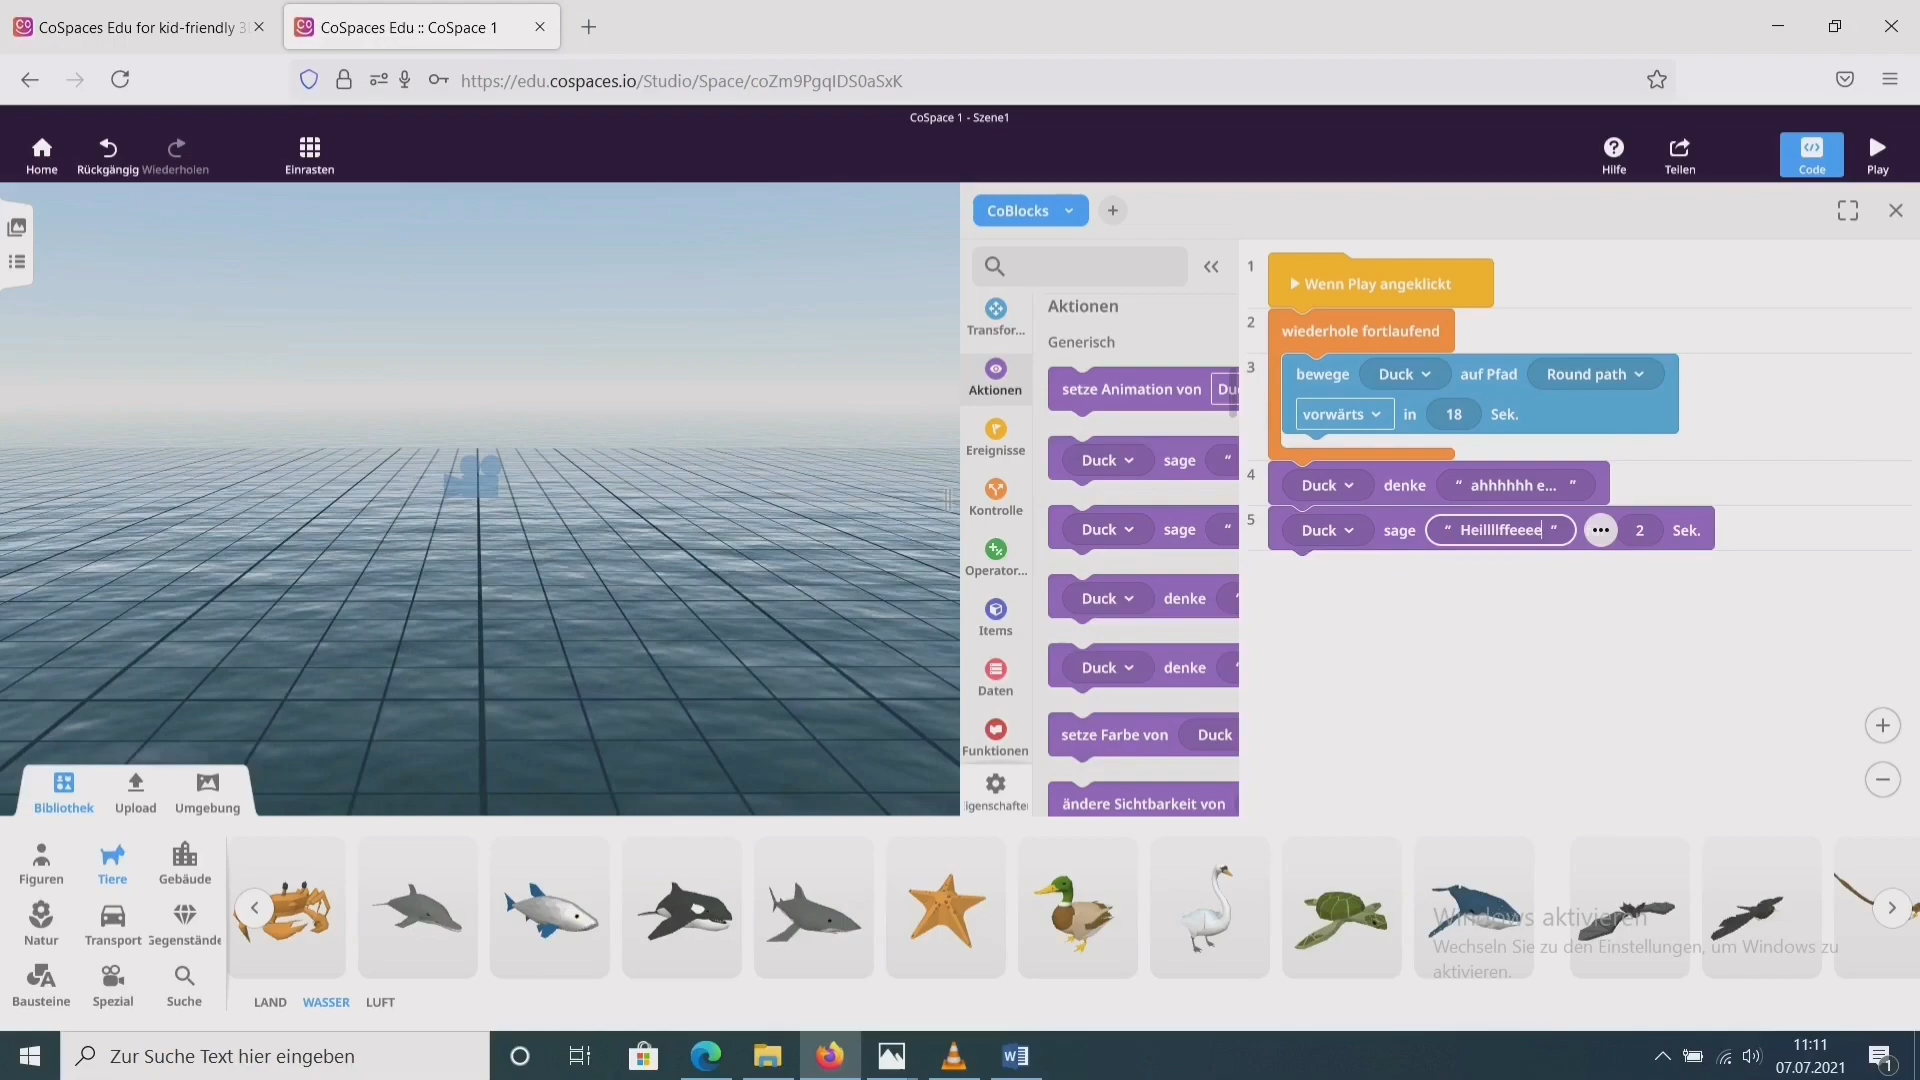 CoSpaces Edu for kid-friendly 3
CoSpaces Edu :: CoSpace 1
https://edu.cospaces.io/Studio/Space/coZm9PgqIDS0aSxK
CoSpace 1 - Szene1
Home
Rückgängig
Wiederholen
Einrasten
Hilfe
Teilen
Code
Play
CoBlocks
Transfor...
Aktionen
Ereignisse
Kontrolle
Operator...
Items
Daten
Funktionen
igenschafte
Aktionen
Generisch
setze Animation von Du
Duck sage “
Duck sage “
Duck denke “
Duck denke “
setze Farbe von Duck
ändere Sichtbarkeit von
1 Wenn Play angeklickt
2 wiederhole fortlaufend
3 bewege Duck auf Pfad Round path
vorwärts in 18 Sek.
4 Duck denke “ ahhhhhh e... ”
5 Duck sage “ Heillllffeeee ” ••• 2 Sek.
Bibliothek
Upload
Umgebung
Figuren
Tiere
Gebäude
Natur
Transport
Gegenstände
Bausteine
Spezial
Suche
LAND WASSER LUFT
Windows aktivieren
Wechseln Sie zu den Einstellungen, um Windows zu
aktivieren.
Zur Suche Text hier eingeben
11:11
07.07.2021
1